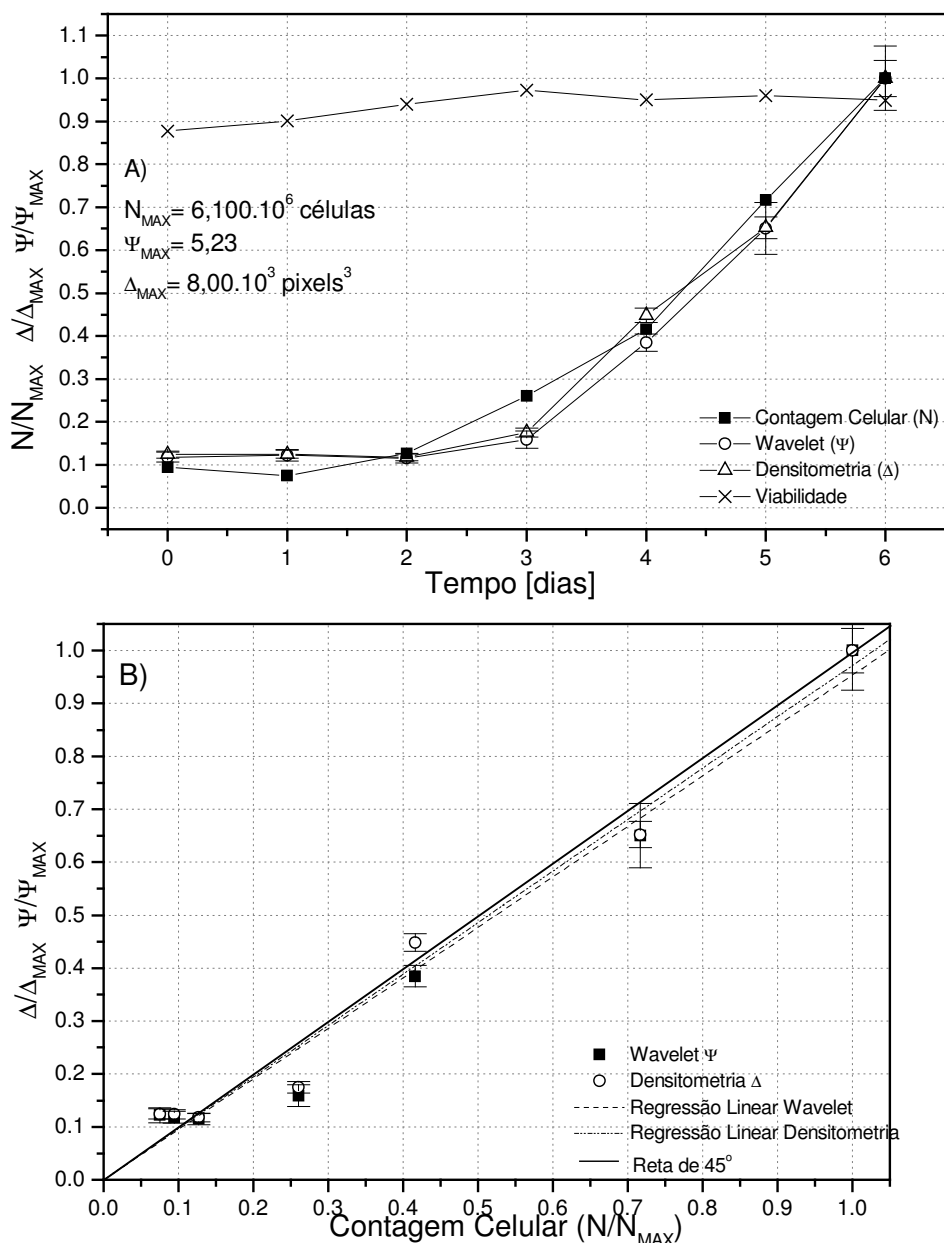 1.1
1.0
0.9
0.8
0.7
0.6
0.5
0.4
0.3
0.2
0.1
0.0
N/N_MAX Δ/Δ_MAX Ψ/Ψ_MAX
A)
N_MAX= 6,100.10^6 células
Ψ_MAX= 5,23
Δ_MAX= 8,00.10^3 pixels^3
Contagem Celular (N)
Wavelet (Ψ)
Densitometria (Δ)
Viabilidade
0 1 2 3 4 5 6
Tempo [dias]
B)
1.0
0.9
0.8
0.7
0.6
0.5
0.4
0.3
0.2
0.1
0.0
Δ/Δ_MAX Ψ/Ψ_MAX
Wavelet Ψ
Densitometria Δ
Regressão Linear Wavelet
Regressão Linear Densitometria
Reta de 45°
0.0 0.1 0.2 0.3 0.4 0.5 0.6 0.7 0.8 0.9 1.0
Contagem Celular (N/N_MAX)